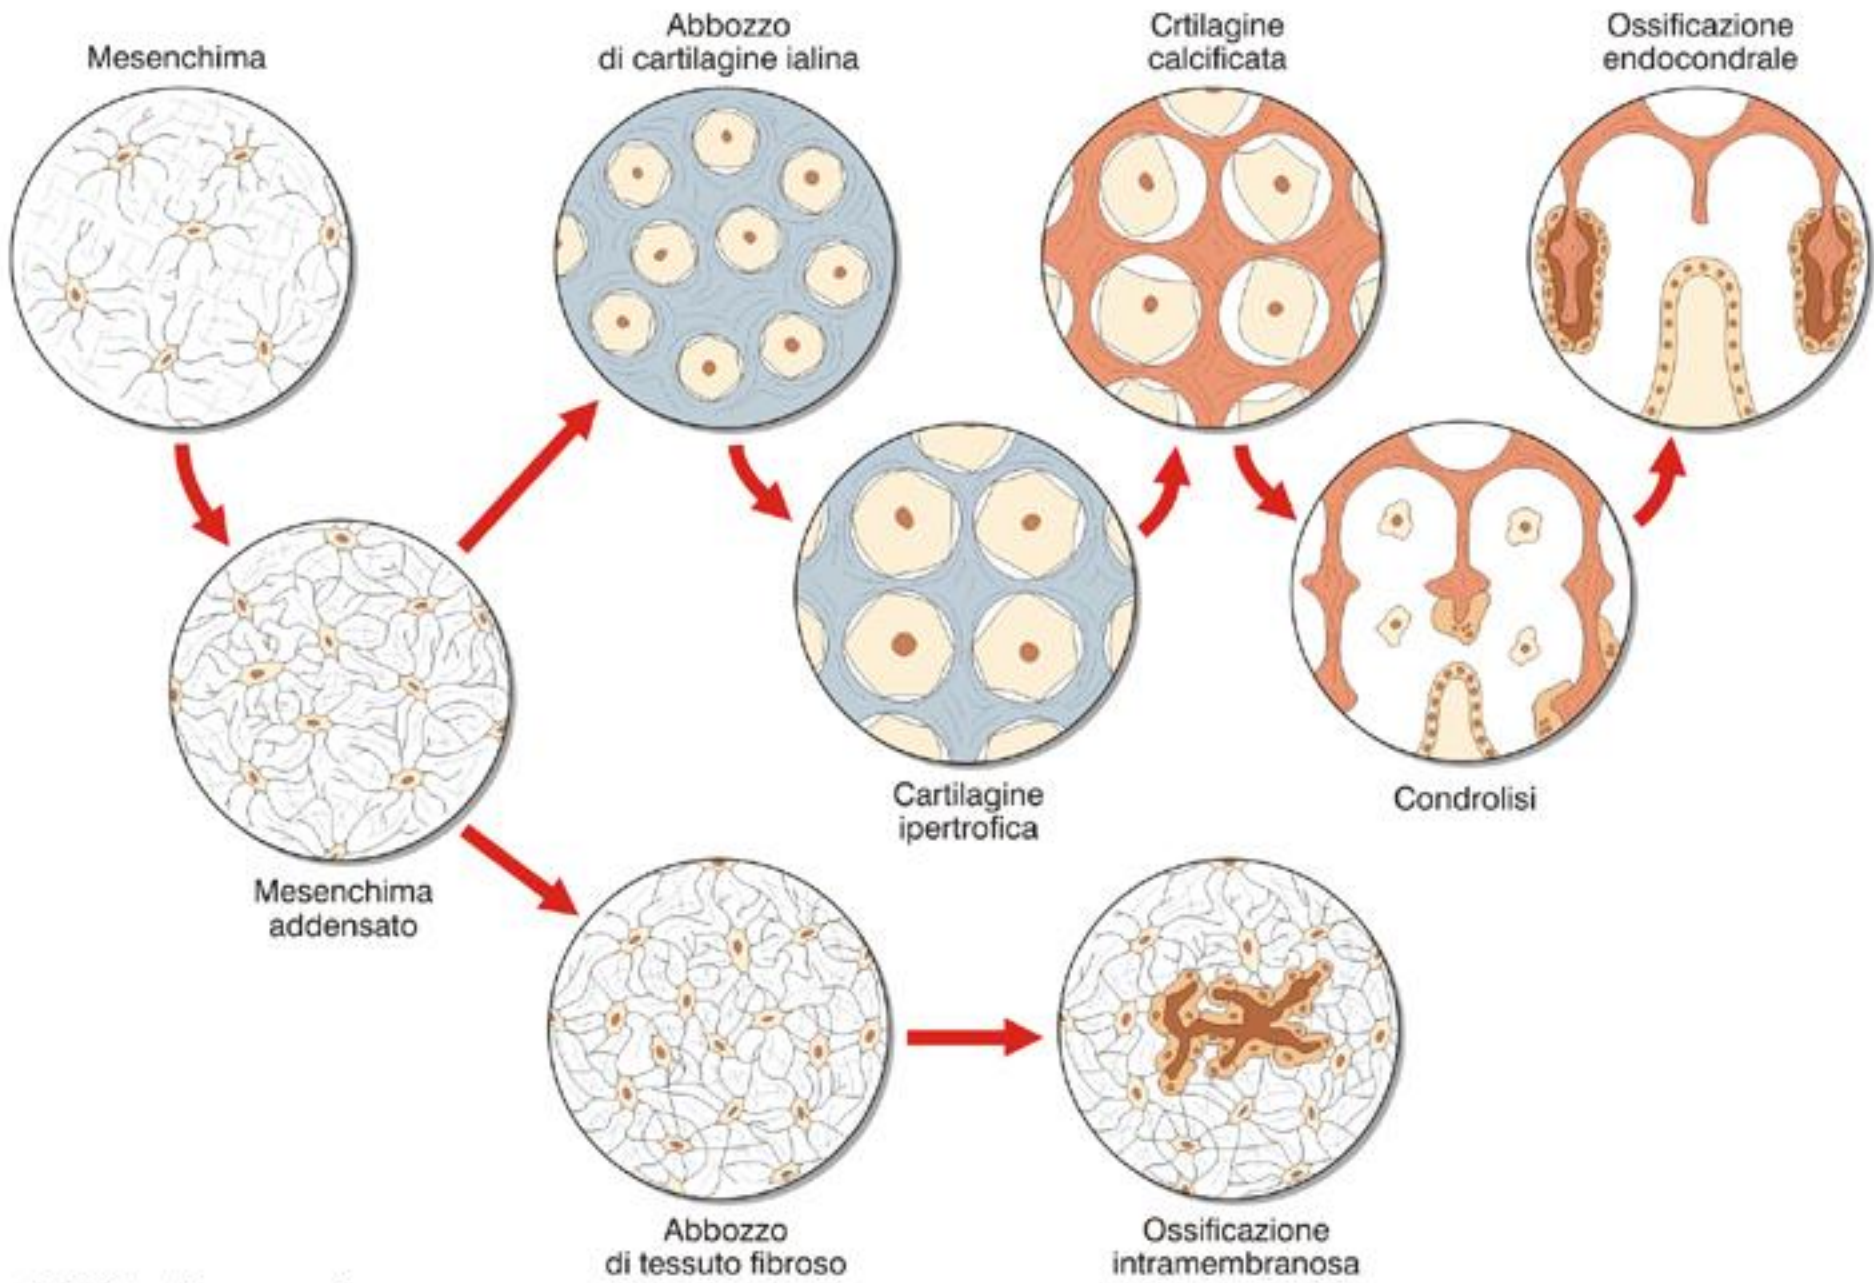 Mesenchima
Abbozzo
di cartilagine ialina
Crtilagine
calcificata
Ossificazione
endocondrale
Cartilagine
ipertrofica
Condrolisi
Mesenchima
addensato
Abbozzo
di tessuto fibroso
Ossificazione
intramembranosa